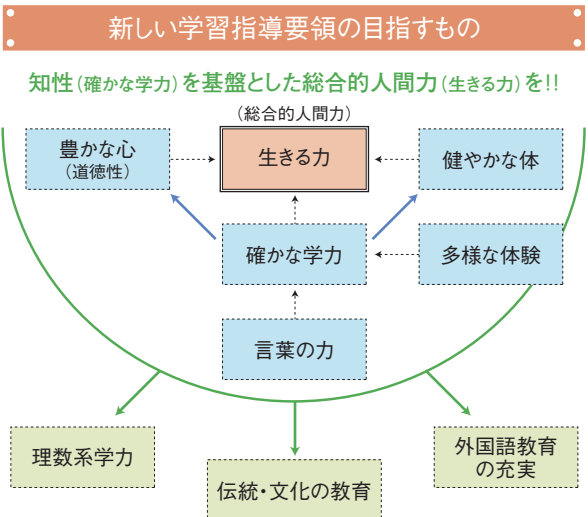 新しい学習指導要領の目指すもの
知性(確かな学力)を基盤とした総合的人間力(生きる力)を!!
(総合的人間力)
豊かな心
(道徳性)
生きる力
健やかな体
確かな学力
多様な体験
言葉の力
理数系学力
伝統・文化の教育
外国語教育
の充実